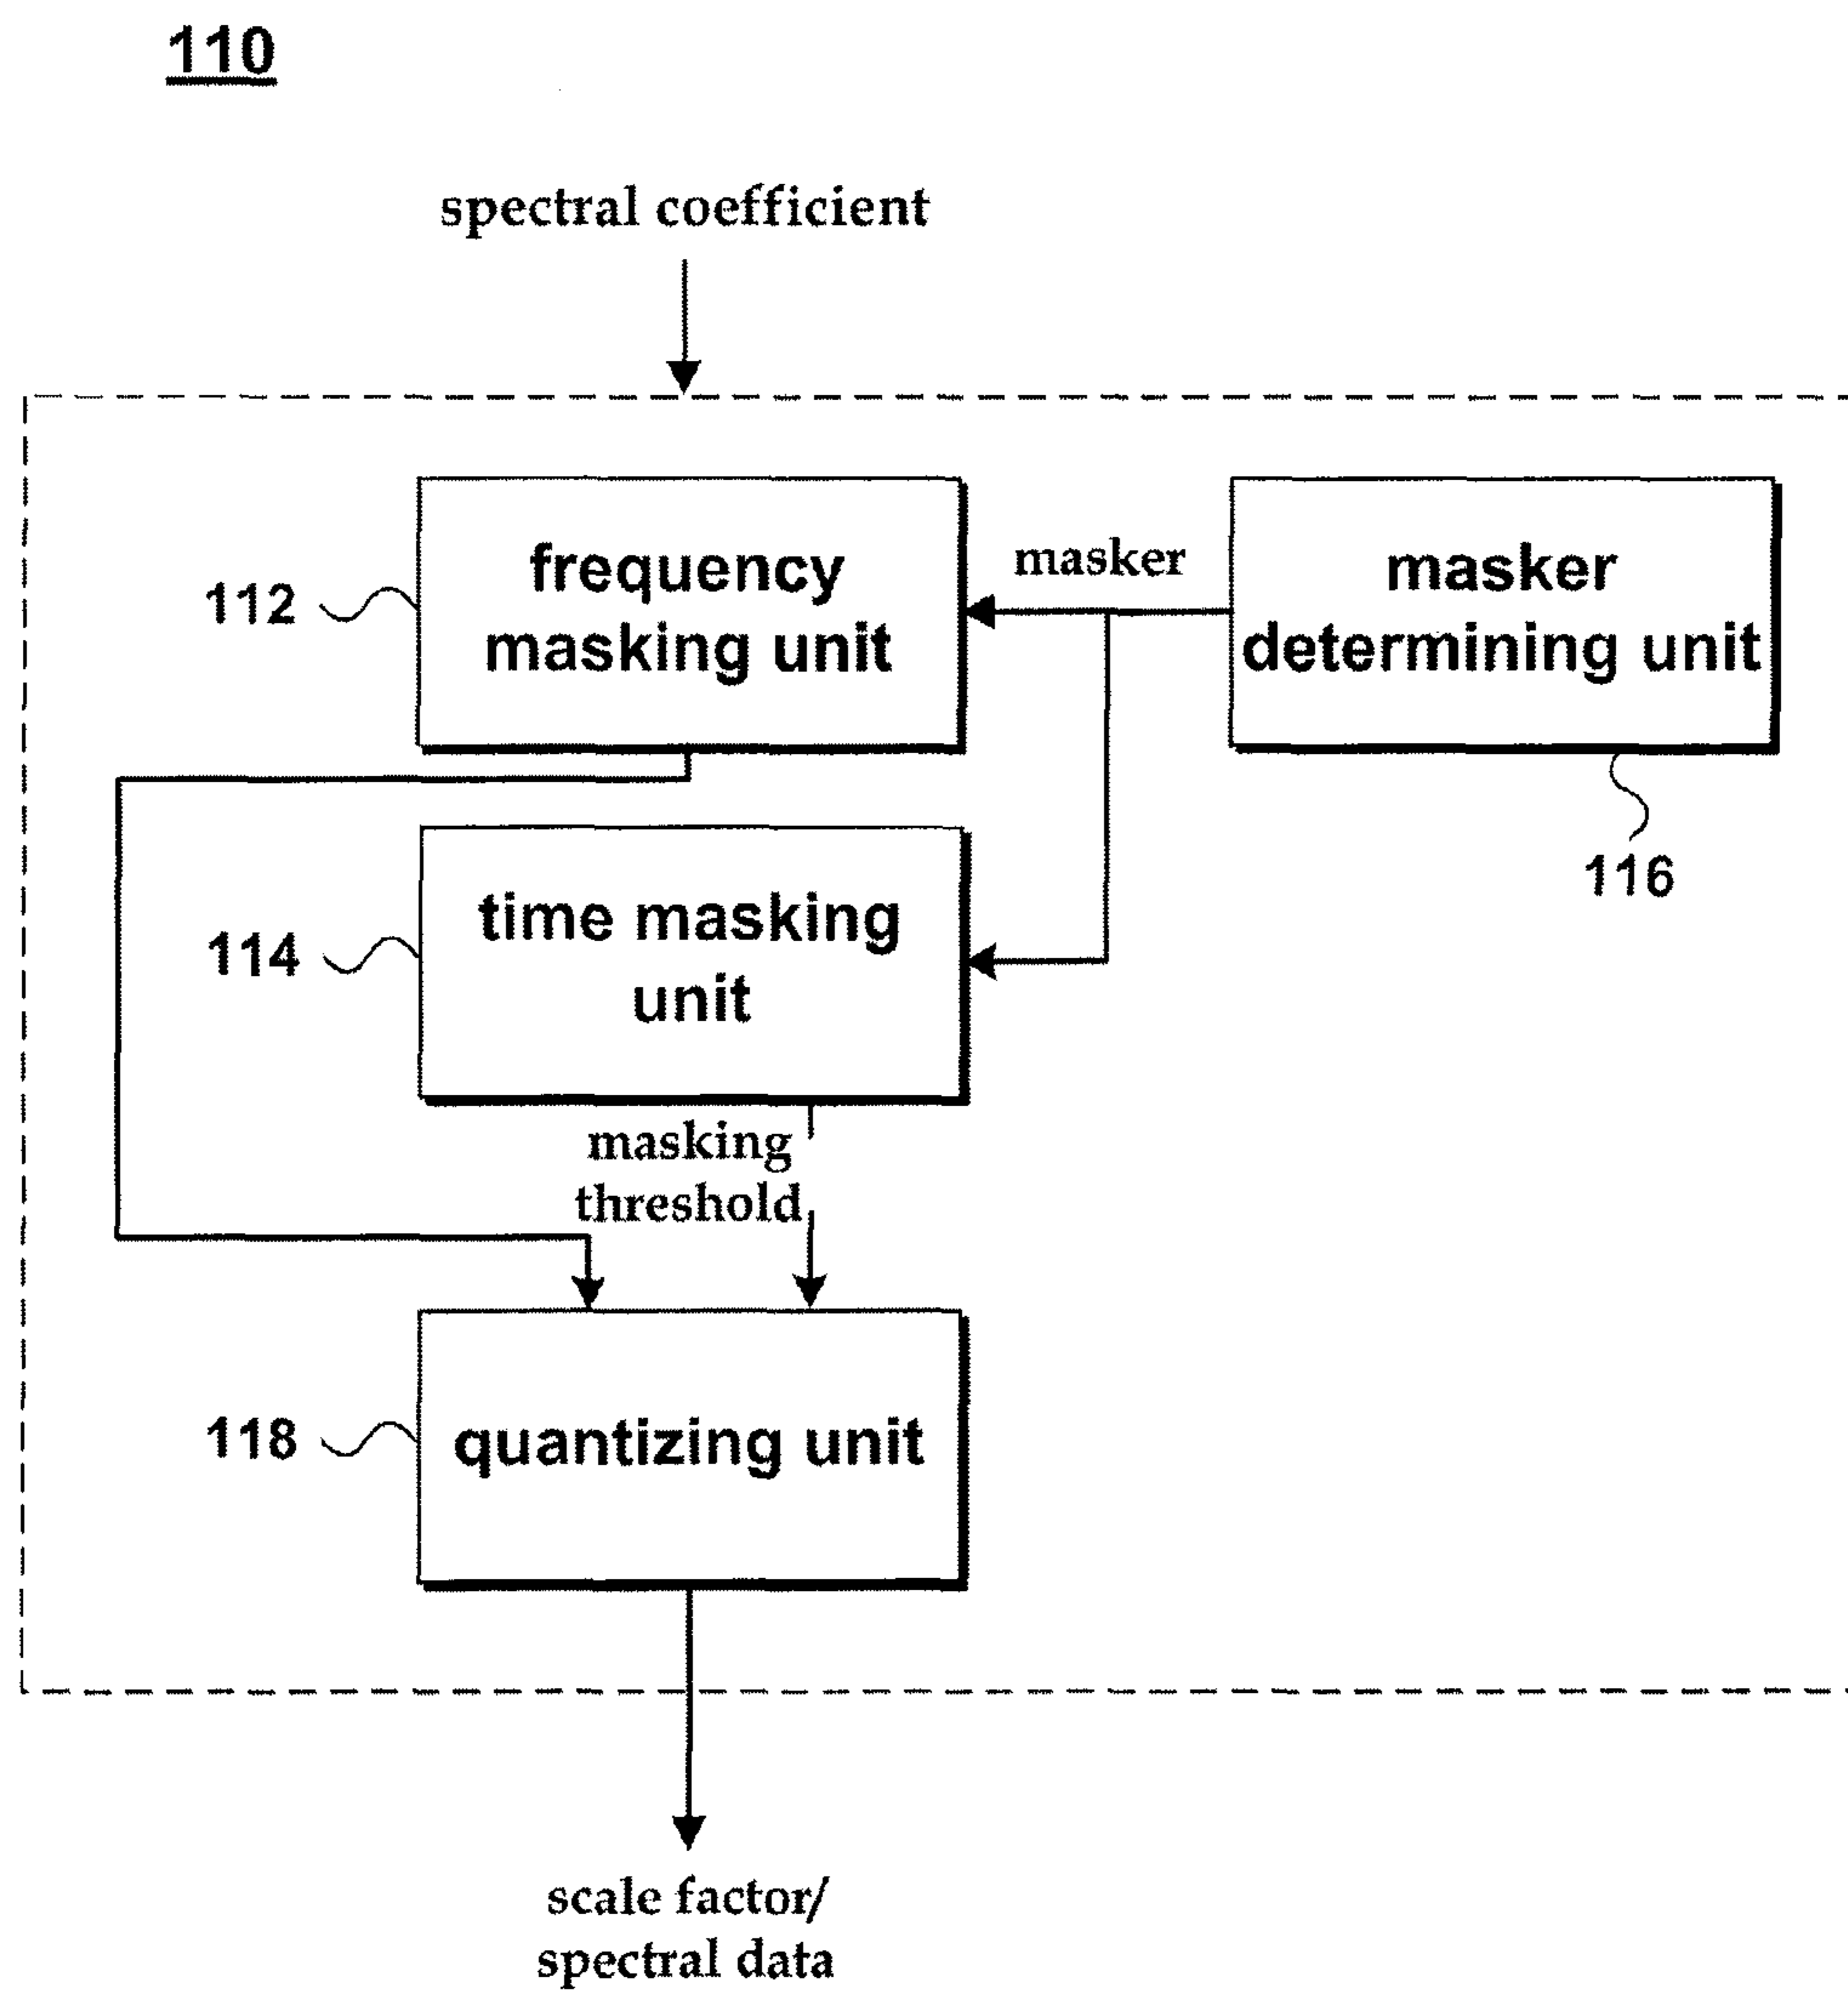 110
spectral coefficient
frequency
masking unit
masker
masker
determining unit
112
116
time masking
unit
114
masking
threshold
quantizing unit
118
scale factor/
spectral data